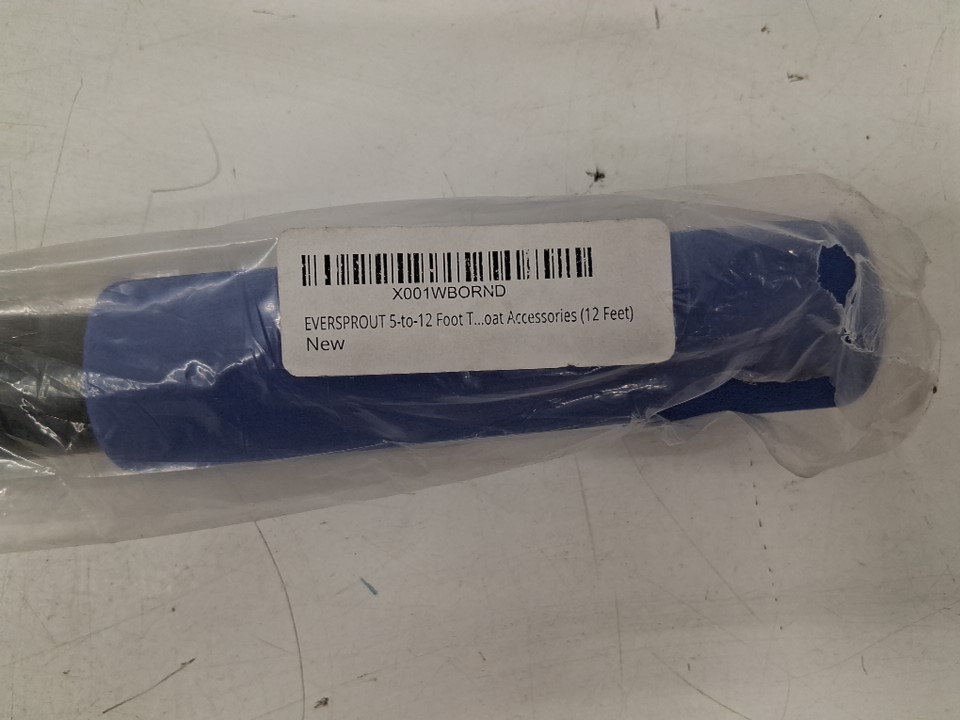 X001WBORND
EVERSPROUT 5-to-12 Foot T...oat Accessories (12 Feet)
New